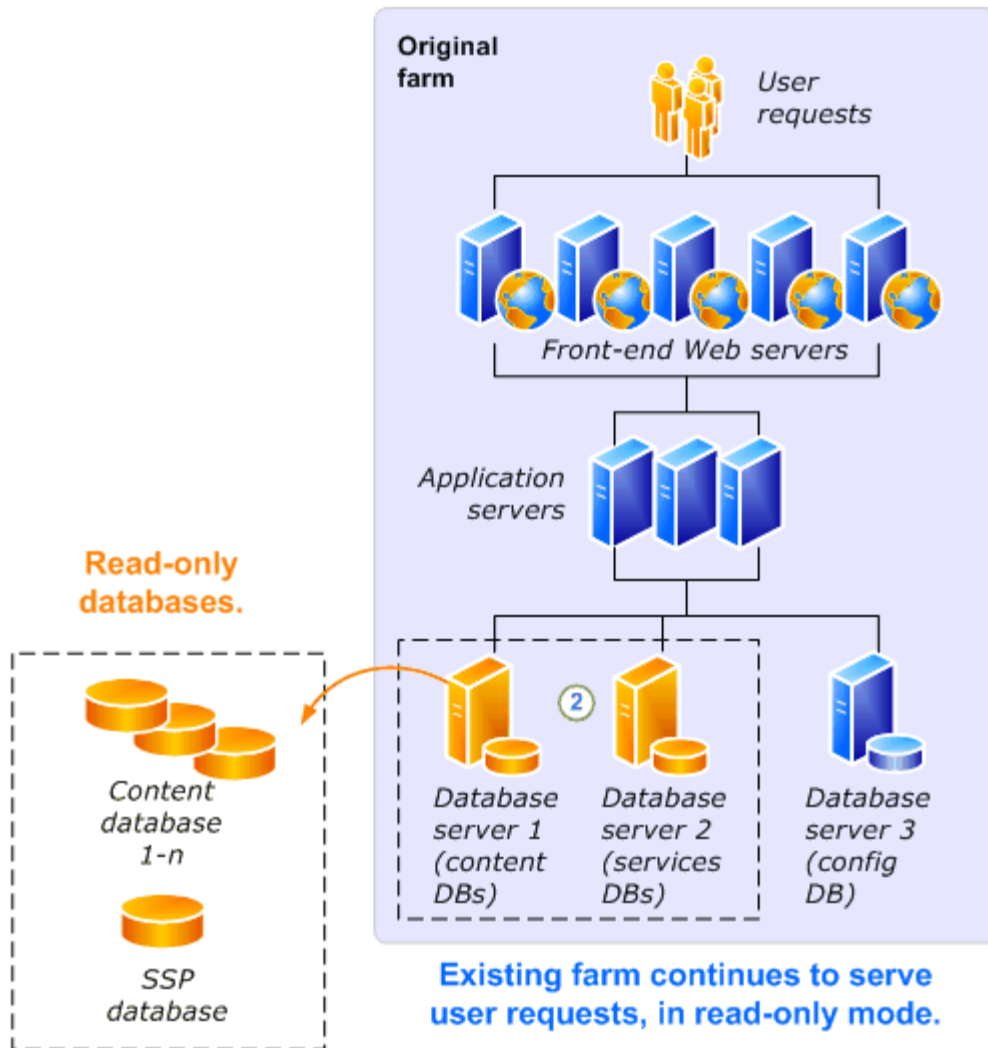 Original
farm
User
requests
Front-end Web servers
Application
servers
Read-only
databases.
2
Content
database
1-n
SSP
database
Database
server 1
(content
DBs)
Database
server 2
(services
DBs)
Database
server 3
(config
DB)
Existing farm continues to serve
user requests, in read-only mode.